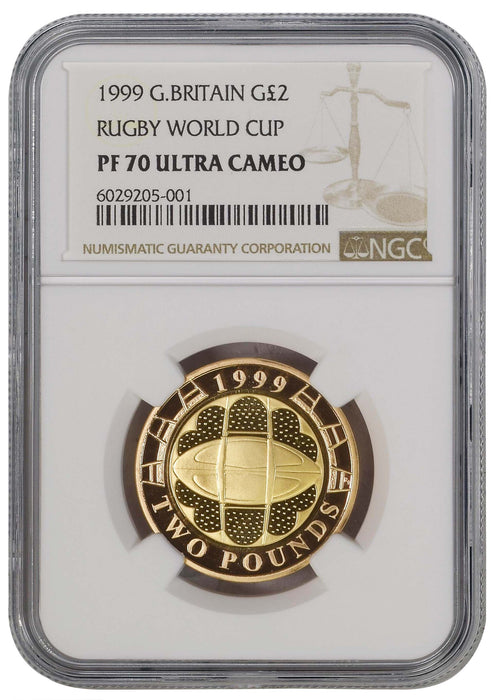 1999 G.BRITAIN G£2
RUGBY WORLD CUP
PF 70 ULTRA CAMEO
6029205-001
NUMISMATIC GUARANTY CORPORATION
NGC
1999
TWO POUNDS